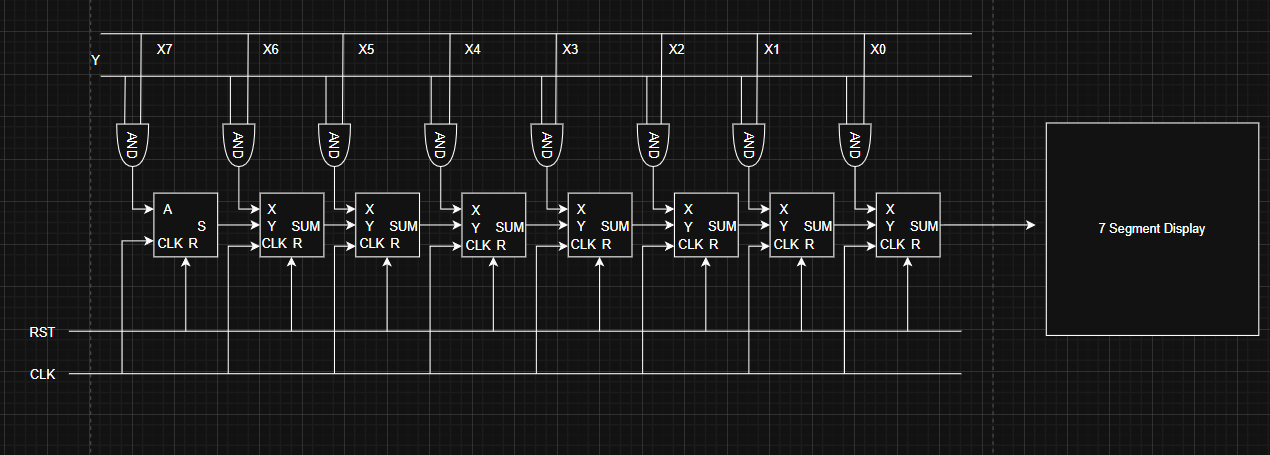 X7 X6 X5 X4 X3 X2 X1 X0
Y
AND AND AND AND AND AND AND AND
A X X X X X X X
S Y SUM Y SUM Y SUM Y SUM Y SUM Y SUM Y SUM
CLK R CLK R CLK R CLK R CLK R CLK R CLK R CLK R
7 Segment Display
RST
CLK